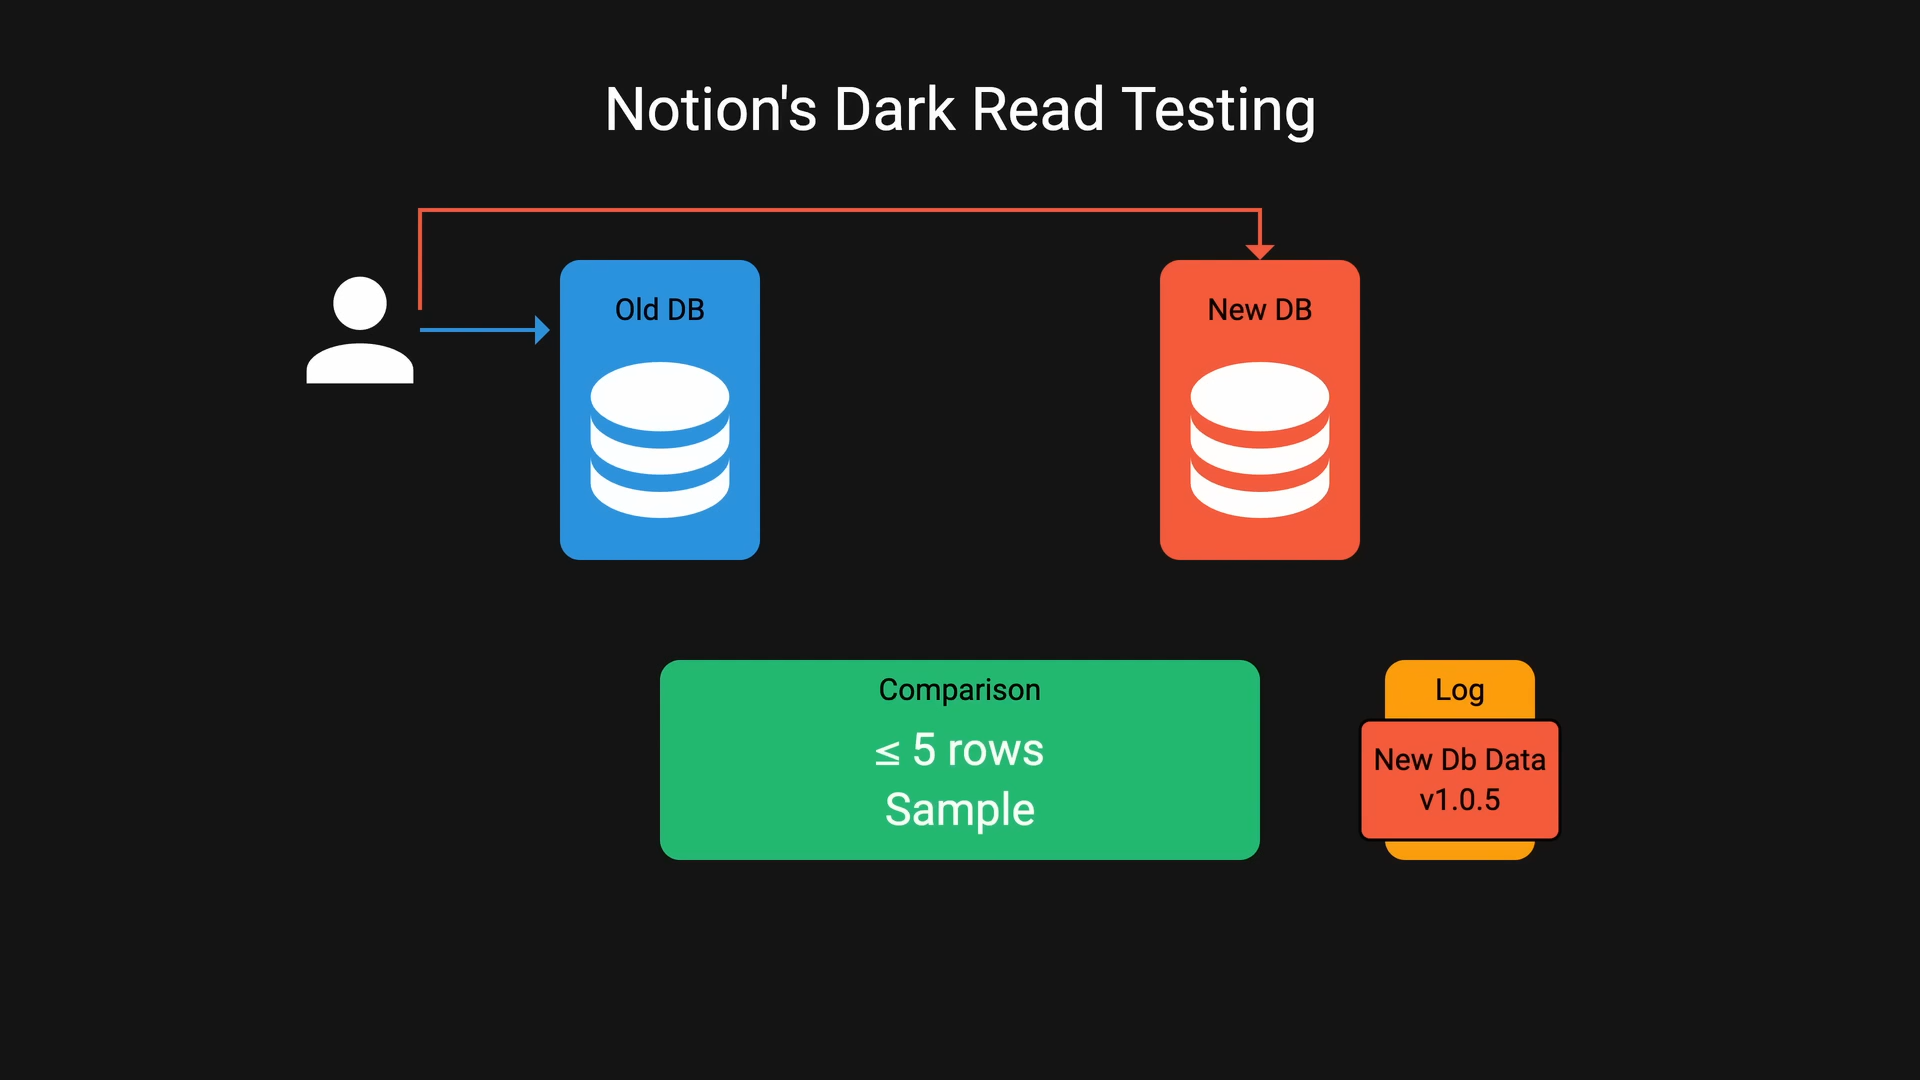 Notion's Dark Read Testing
Old DB
New DB
Comparison
≤ 5 rows
Sample
Log
New Db Data
v1.0.5